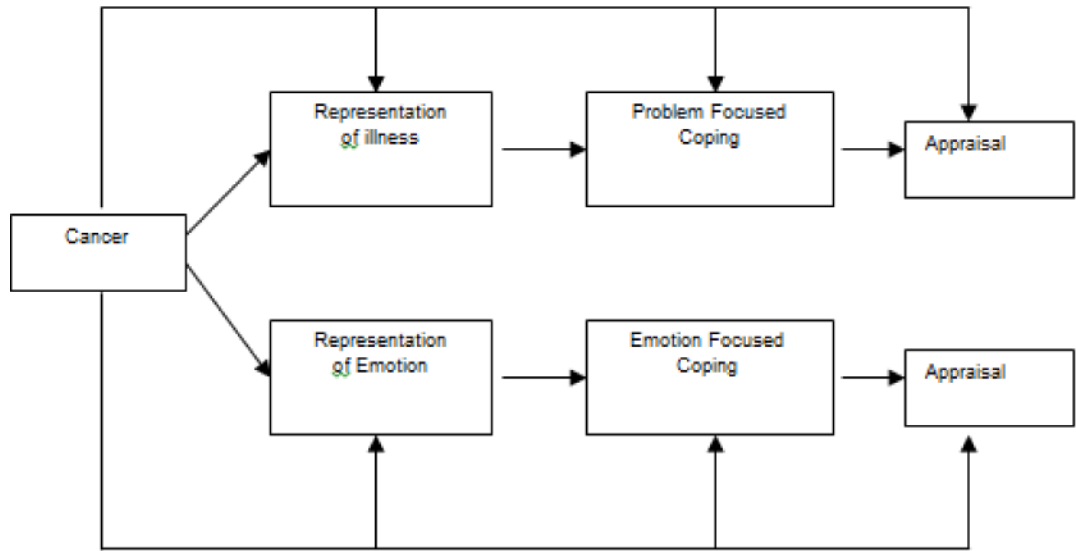 Representation
of illness
Problem Focused
Coping
Appraisal
Cancer
Representation
of Emotion
Emotion Focused
Coping
Appraisal